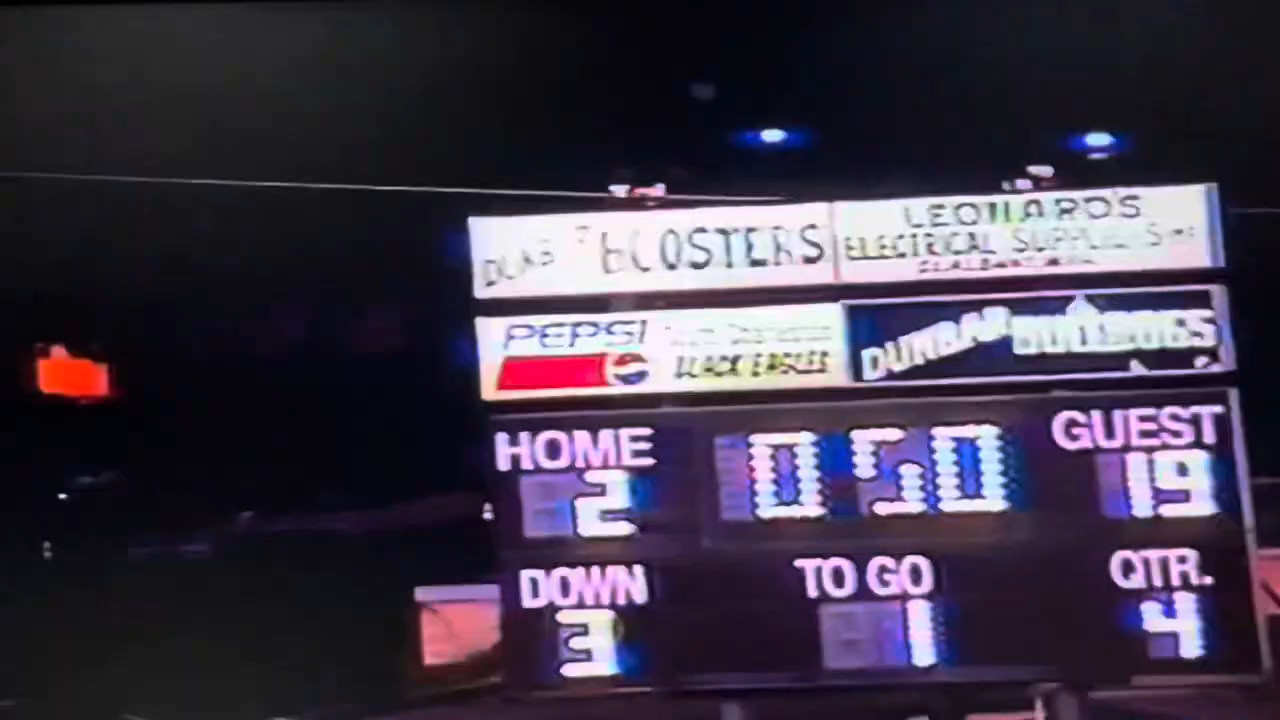 BOOSTERS
LEONARD'S
ELECTRICAL SUPPLIES
PEPSI
BLACK EAGLES
DUNBAR
HOME
2
0 50
GUEST
19
DOWN
3
TO GO
1
QTR.
4